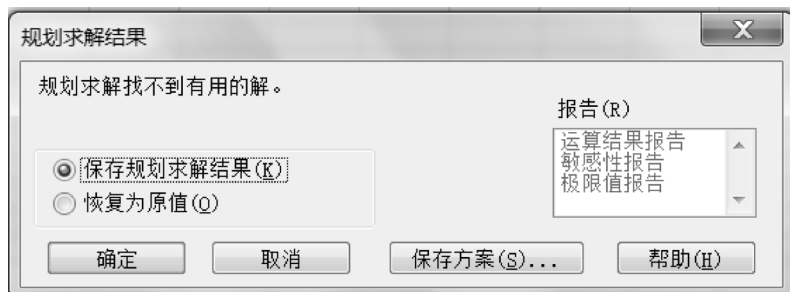 规划求解结果
规划求解找不到有用的解。
报告(R)
运算结果报告
敏感性报告
极限值报告
保存规划求解结果(K)
恢复为原值(O)
确定
取消
保存方案(S)...
帮助(H)